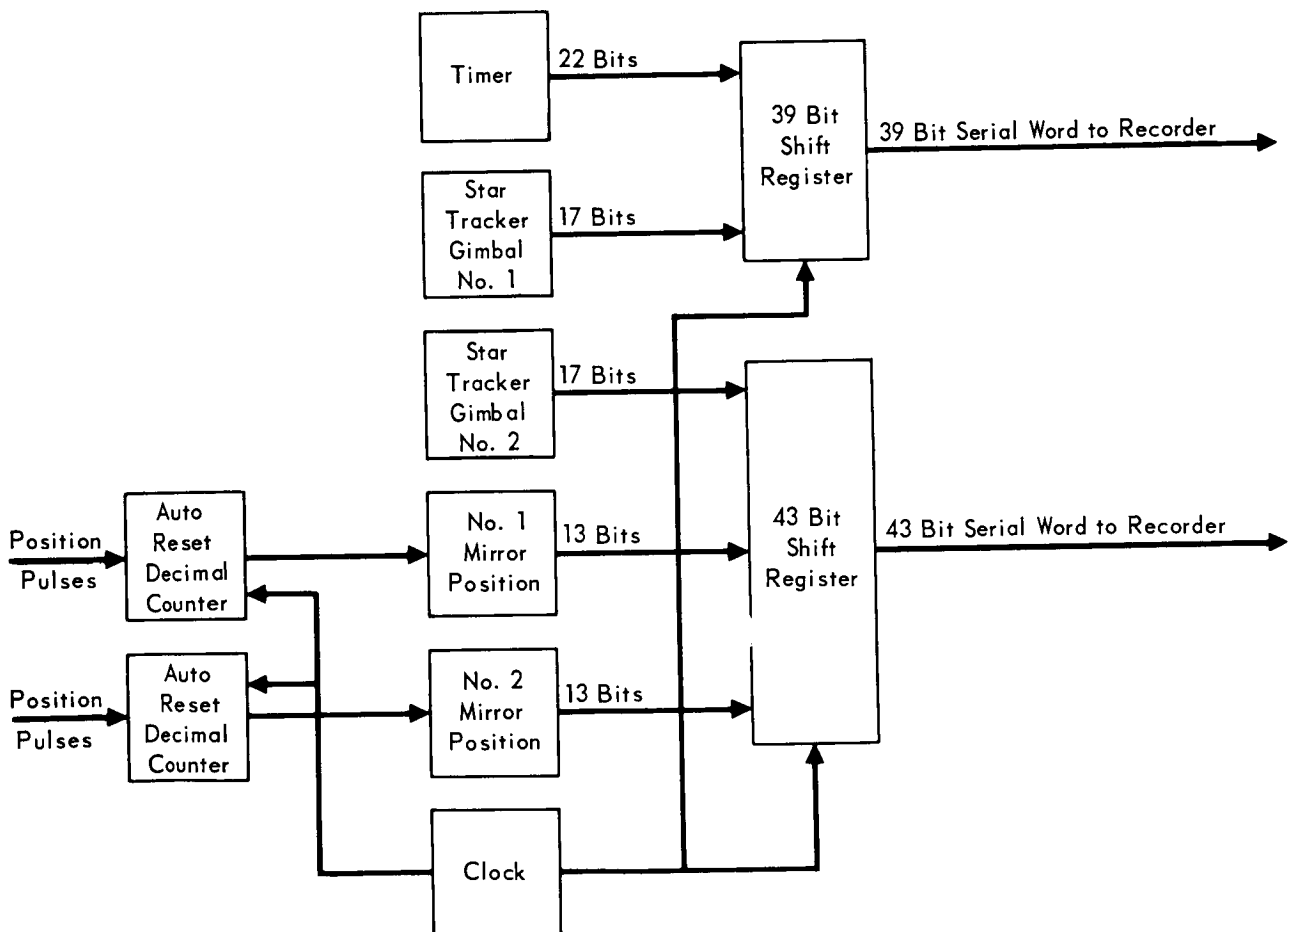 Timer
22 Bits
39 Bit
Shift
Register
39 Bit Serial Word to Recorder
Star
Tracker
Gimbal
No. 1
17 Bits
Star
Tracker
Gimbal
No. 2
17 Bits
Position
Pulses
Auto
Reset
Decimal
Counter
No. 1
Mirror
Position
13 Bits
43 Bit
Shift
Register
43 Bit Serial Word to Recorder
Position
Pulses
Auto
Reset
Decimal
Counter
No. 2
Mirror
Position
13 Bits
Clock